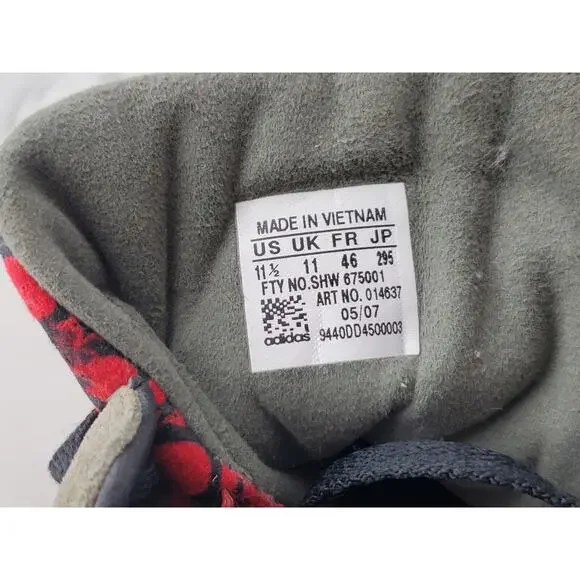 MADE IN VIETNAM
US UK FR JP
11½ 11 46 295
FTY NO.SHW 675001
ART NO. 014637
05/07
adidas 9440DD4500003